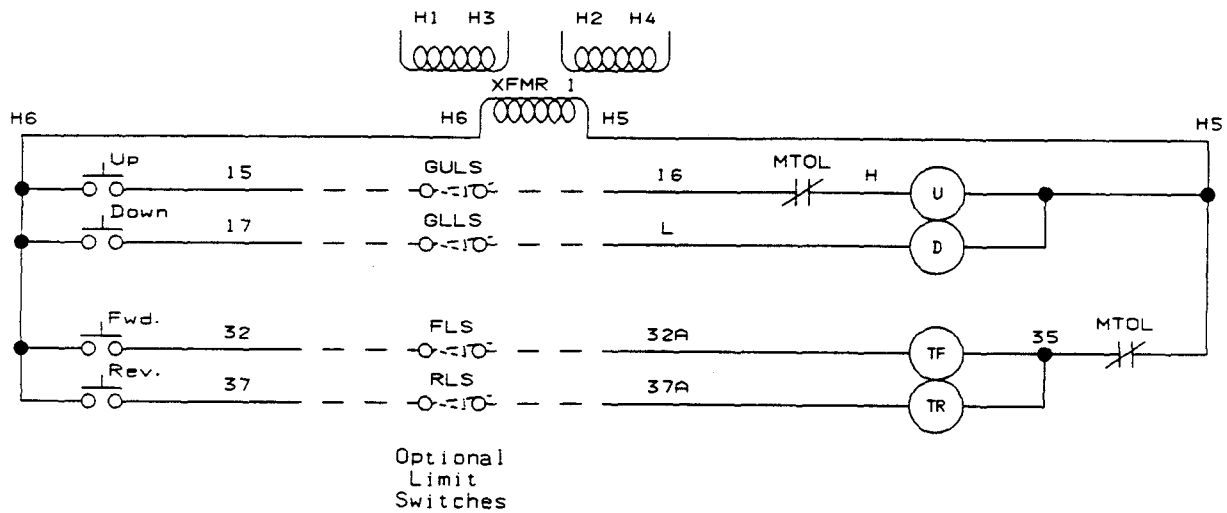 H1 H3 H2 H4
XFMR 1
H6 H6 H5 H5
Up 15 GULS 16 MTOL H U
Down 17 GLLS L D
Fwd. 32 FLS 32A TF 35 MTOL
Rev. 37 RLS 37A TR
Optional
Limit
Switches